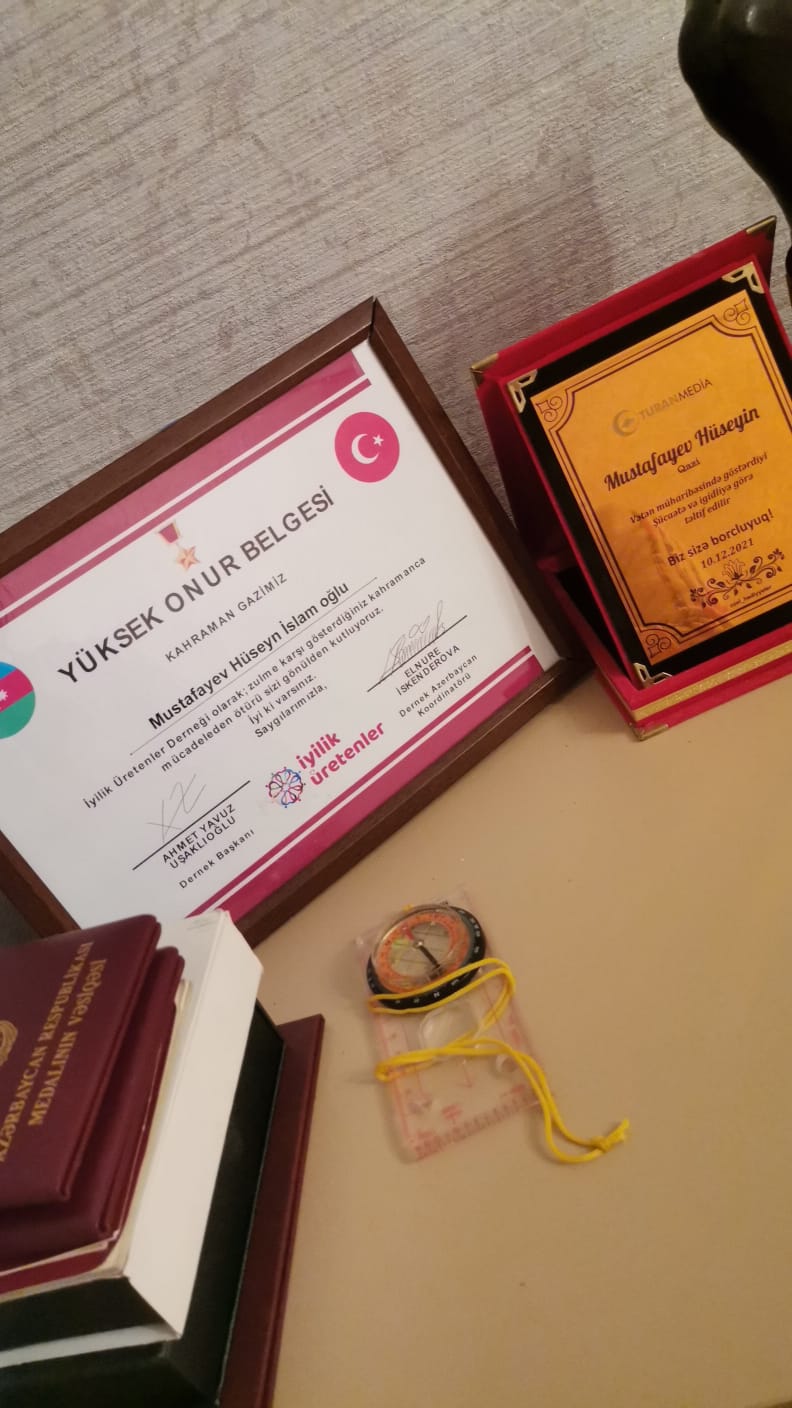 YÜKSEK ONUR BELGESİ
KAHRAMAN GAZİMİZ
Mustafayev Hüseyn İslam oğlu
İyilik Üretenler Derneği olarak; zulme karşı gösterdiğiniz kahramanca
mücadeleden ötürü sizi gönülden kutluyoruz.
İyi ki varsınız.
Saygılarımızla,
AHMET YAVUZ
UŞAKLIOĞLU
Dernek Başkanı
iyilik
üretenler
ELNURE
İSKENDEROVA
Dernek Azerbaycan
Koordinatörü
TURANMEDİA
Mustafayev Hüseyin
Qazi
Vətən müharibəsində göstərdiyi
Şücaətə və igidliyə görə
təltif edilir
Biz sizə borcluyuq!
10.12.2021
AZƏRBAYCAN RESPUBLİKASI
MEDALININ VƏSİQƏSİ